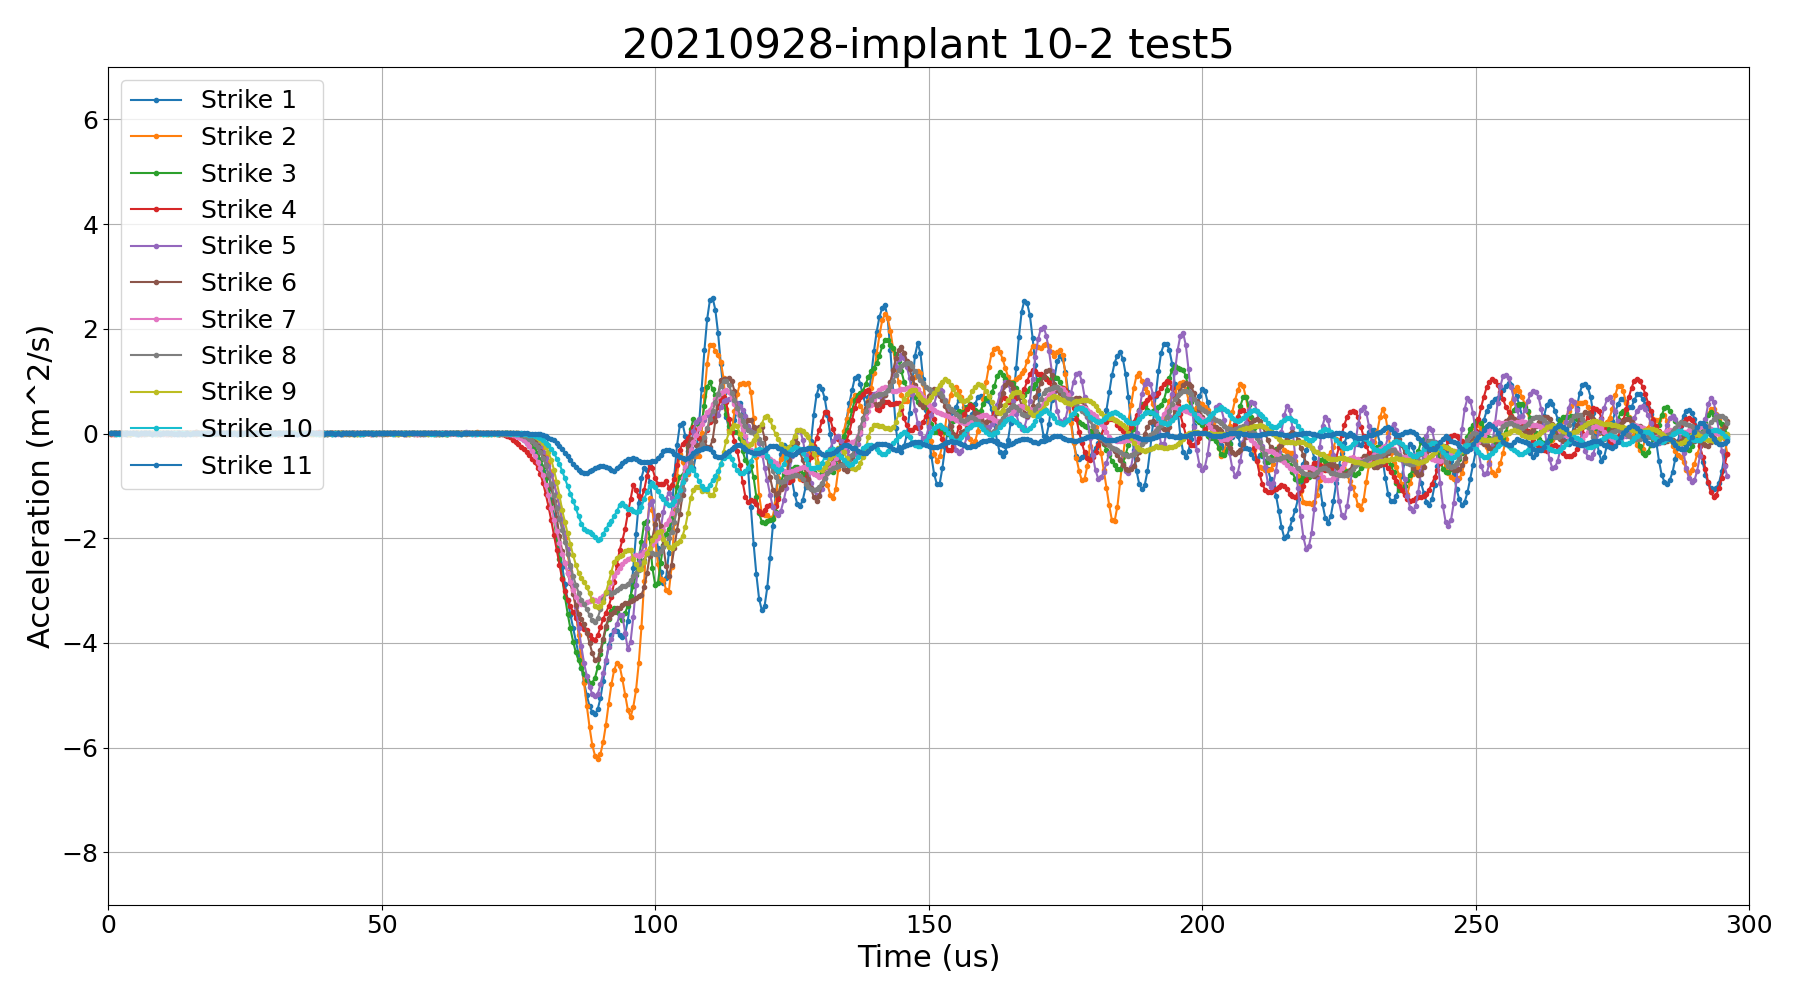 20210928-implant 10-2 test5
Strike 1
Strike 2
Strike 3
Strike 4
Strike 5
Strike 6
Strike 7
Strike 8
Strike 9
Strike 10
Strike 11
Acceleration (m^2/s)
6
4
2
0
−2
−4
−6
−8
0 50 100 150 200 250 300
Time (us)